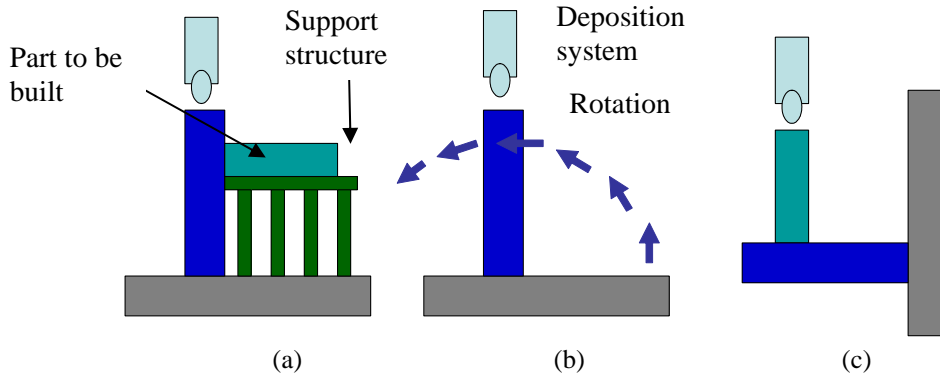 Part to be
built
Support
structure
Deposition
system
Rotation
(a)
(b)
(c)